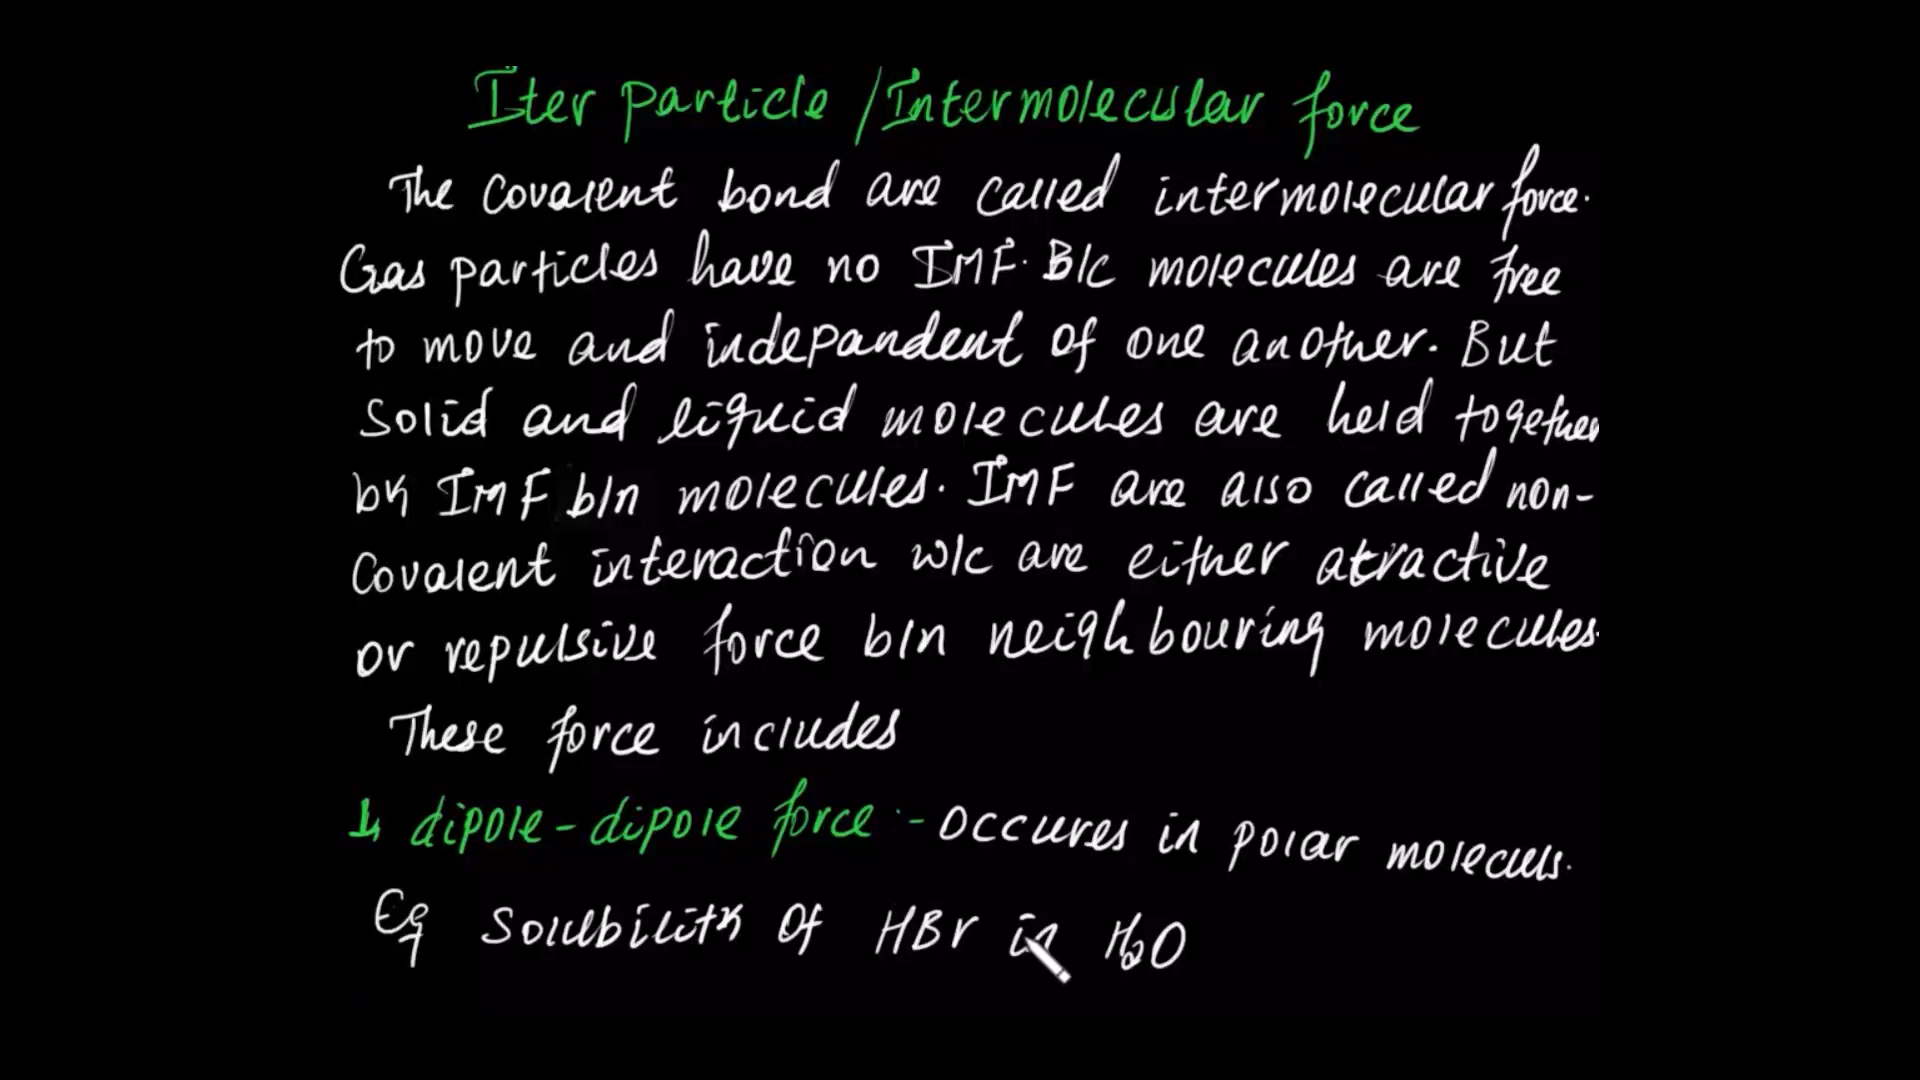 Iter particle / Intermolecular force
The covalent bond are called intermolecular force.
Gas particles have no IMF. B/c molecules are free
to move and indepandent of one another. But
solid and liquid molecules are held together
by IMF b/n molecules. IMF are also called non-
covalent interaction w/c are either atractive
or repulsive force b/n neighbouring molecules.
These force includes
1, dipole-dipole force :- Occures in polar molecules.
Eg Solubility of HBr in H₂O